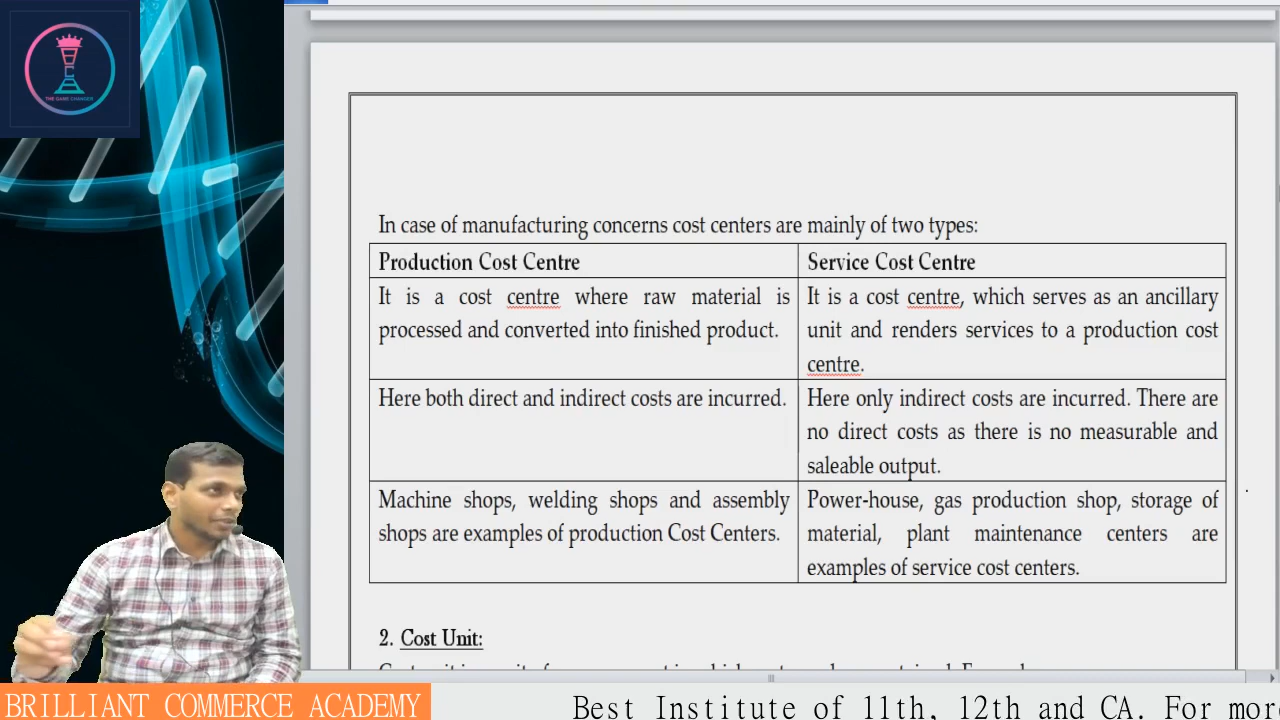 THE GAME CHANGER
In case of manufacturing concerns cost centers are mainly of two types:
Production Cost Centre
Service Cost Centre
It is a cost centre where raw material is
processed and converted into finished product.
It is a cost centre, which serves as an ancillary
unit and renders services to a production cost
centre.
Here both direct and indirect costs are incurred.
Here only indirect costs are incurred. There are
no direct costs as there is no measurable and
saleable output.
Machine shops, welding shops and assembly
shops are examples of production Cost Centers.
Power-house, gas production shop, storage of
material, plant maintenance centers are
examples of service cost centers.
2. Cost Unit:
BRILLIANT COMMERCE ACADEMY
Best Institute of 11th, 12th and CA. For mor